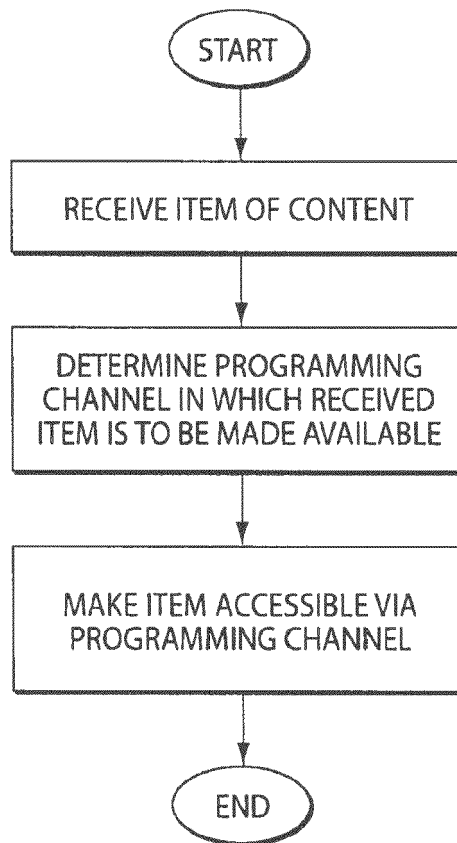 START
RECEIVE ITEM OF CONTENT
DETERMINE PROGRAMMING
CHANNEL IN WHICH RECEIVED
ITEM IS TO BE MADE AVAILABLE
MAKE ITEM ACCESSIBLE VIA
PROGRAMMING CHANNEL
END